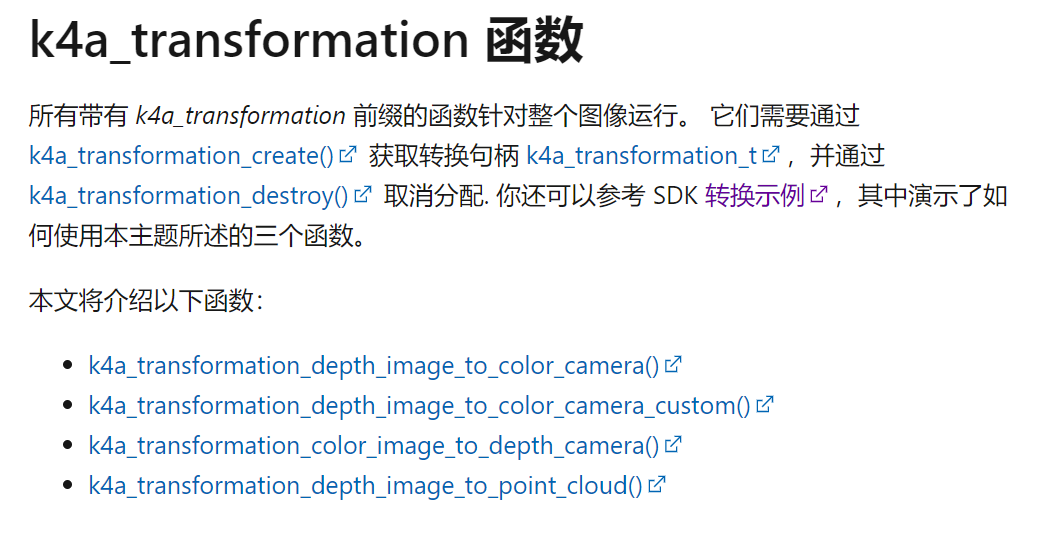 k4a_transformation 函数
所有带有 k4a_transformation 前缀的函数针对整个图像运行。 它们需要通过
k4a_transformation_create() 获取转换句柄 k4a_transformation_t ，并通过
k4a_transformation_destroy() 取消分配. 你还可以参考 SDK 转换示例 ，其中演示了如
何使用本主题所述的三个函数。
本文将介绍以下函数：
• k4a_transformation_depth_image_to_color_camera()
• k4a_transformation_depth_image_to_color_camera_custom()
• k4a_transformation_color_image_to_depth_camera()
• k4a_transformation_depth_image_to_point_cloud()